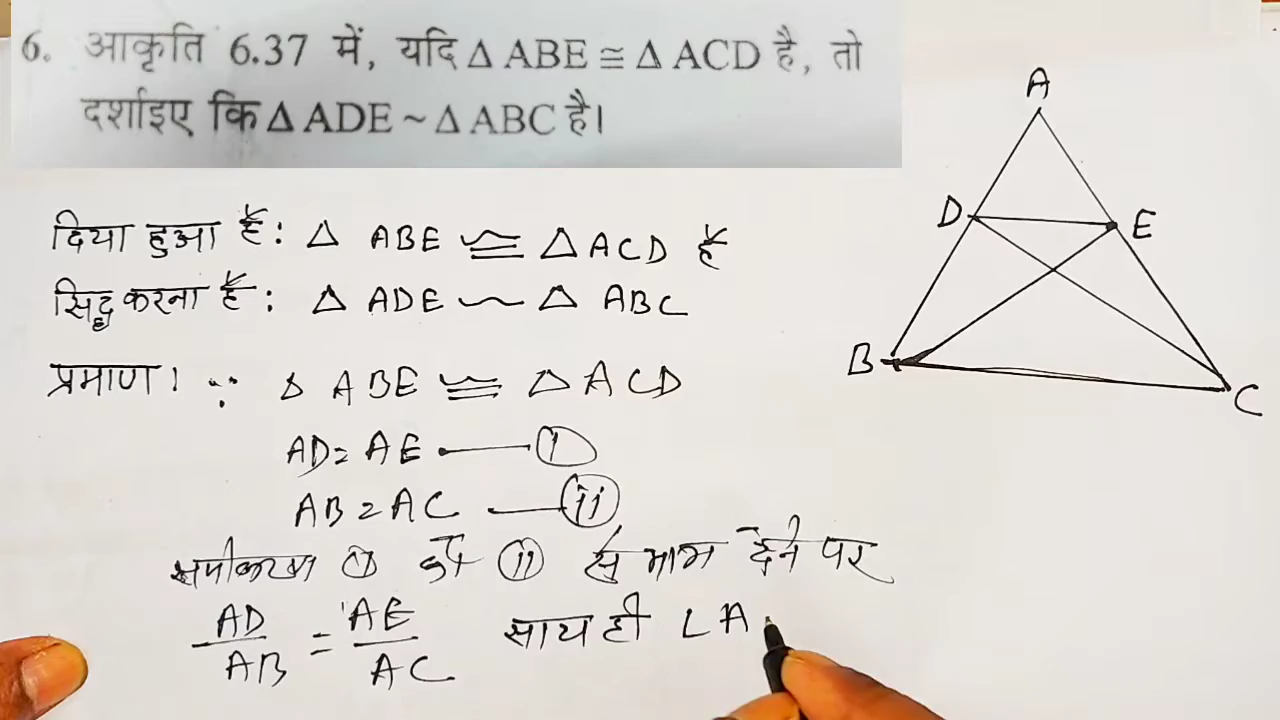 6. आकृति 6.37 में, यदि Δ ABE ≅ Δ ACD है, तो
दर्शाइए कि Δ ADE ~ Δ ABC है।
दिया हुआ है: Δ ABE ≅ Δ ACD है
सिद्ध करना है: Δ ADE ~ Δ ABC
प्रमाण। ∵ Δ ABE ≅ Δ ACD
AD = AE — (i)
AB = AC — (ii)
समीकरण (i) को (ii) से भाग देने पर
AD/AB = AE/AC साथ ही ∠A
A
D
E
B
C